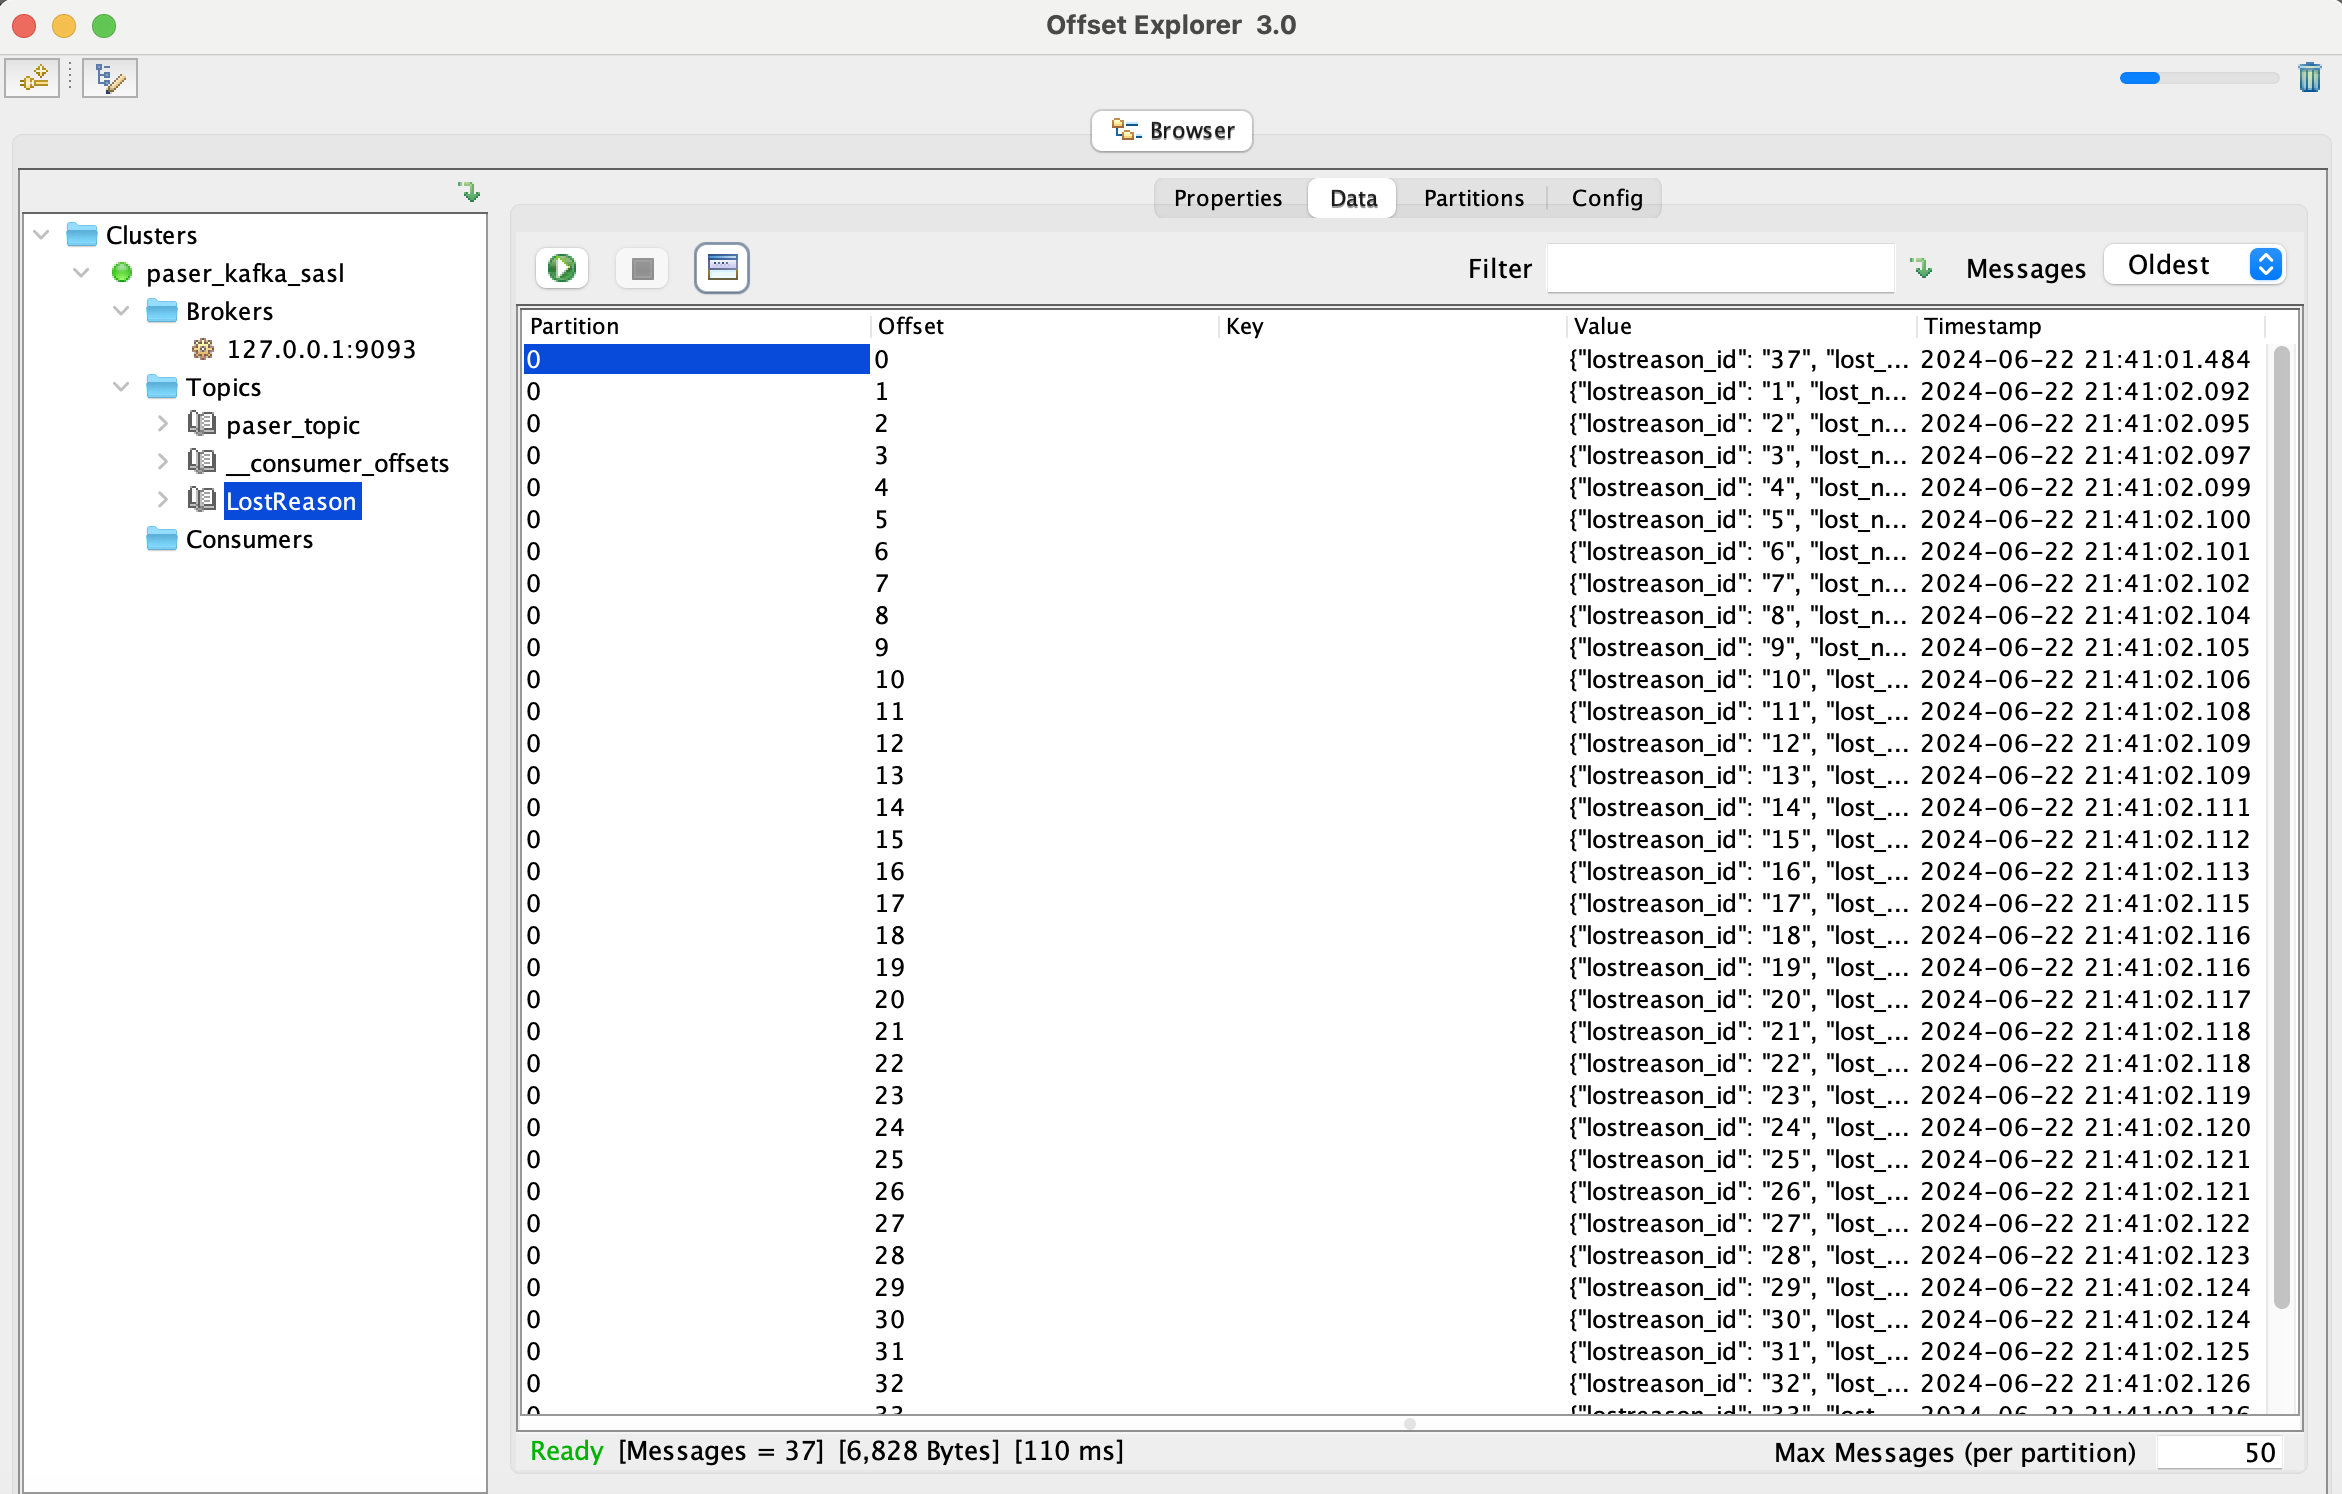 Offset Explorer 3.0
Browser
Properties Data Partitions Config
Clusters
paser_kafka_sasl
Brokers
127.0.0.1:9093
Topics
paser_topic
__consumer_offsets
LostReason
Consumers
Filter Messages Oldest
Partition Offset Key Value Timestamp
0 0 {"lostreason_id": "37", "lost_... 2024-06-22 21:41:01.484
0 1 {"lostreason_id": "1", "lost_n... 2024-06-22 21:41:02.092
0 2 {"lostreason_id": "2", "lost_n... 2024-06-22 21:41:02.095
0 3 {"lostreason_id": "3", "lost_n... 2024-06-22 21:41:02.097
0 4 {"lostreason_id": "4", "lost_n... 2024-06-22 21:41:02.099
0 5 {"lostreason_id": "5", "lost_n... 2024-06-22 21:41:02.100
0 6 {"lostreason_id": "6", "lost_n... 2024-06-22 21:41:02.101
0 7 {"lostreason_id": "7", "lost_n... 2024-06-22 21:41:02.102
0 8 {"lostreason_id": "8", "lost_n... 2024-06-22 21:41:02.104
0 9 {"lostreason_id": "9", "lost_n... 2024-06-22 21:41:02.105
0 10 {"lostreason_id": "10", "lost_... 2024-06-22 21:41:02.106
0 11 {"lostreason_id": "11", "lost_... 2024-06-22 21:41:02.108
0 12 {"lostreason_id": "12", "lost_... 2024-06-22 21:41:02.109
0 13 {"lostreason_id": "13", "lost_... 2024-06-22 21:41:02.109
0 14 {"lostreason_id": "14", "lost_... 2024-06-22 21:41:02.111
0 15 {"lostreason_id": "15", "lost_... 2024-06-22 21:41:02.112
0 16 {"lostreason_id": "16", "lost_... 2024-06-22 21:41:02.113
0 17 {"lostreason_id": "17", "lost_... 2024-06-22 21:41:02.115
0 18 {"lostreason_id": "18", "lost_... 2024-06-22 21:41:02.116
0 19 {"lostreason_id": "19", "lost_... 2024-06-22 21:41:02.116
0 20 {"lostreason_id": "20", "lost_... 2024-06-22 21:41:02.117
0 21 {"lostreason_id": "21", "lost_... 2024-06-22 21:41:02.118
0 22 {"lostreason_id": "22", "lost_... 2024-06-22 21:41:02.118
0 23 {"lostreason_id": "23", "lost_... 2024-06-22 21:41:02.119
0 24 {"lostreason_id": "24", "lost_... 2024-06-22 21:41:02.120
0 25 {"lostreason_id": "25", "lost_... 2024-06-22 21:41:02.121
0 26 {"lostreason_id": "26", "lost_... 2024-06-22 21:41:02.121
0 27 {"lostreason_id": "27", "lost_... 2024-06-22 21:41:02.122
0 28 {"lostreason_id": "28", "lost_... 2024-06-22 21:41:02.123
0 29 {"lostreason_id": "29", "lost_... 2024-06-22 21:41:02.124
0 30 {"lostreason_id": "30", "lost_... 2024-06-22 21:41:02.124
0 31 {"lostreason_id": "31", "lost_... 2024-06-22 21:41:02.125
0 32 {"lostreason_id": "32", "lost_... 2024-06-22 21:41:02.126
Ready [Messages = 37] [6,828 Bytes] [110 ms] Max Messages (per partition) 50